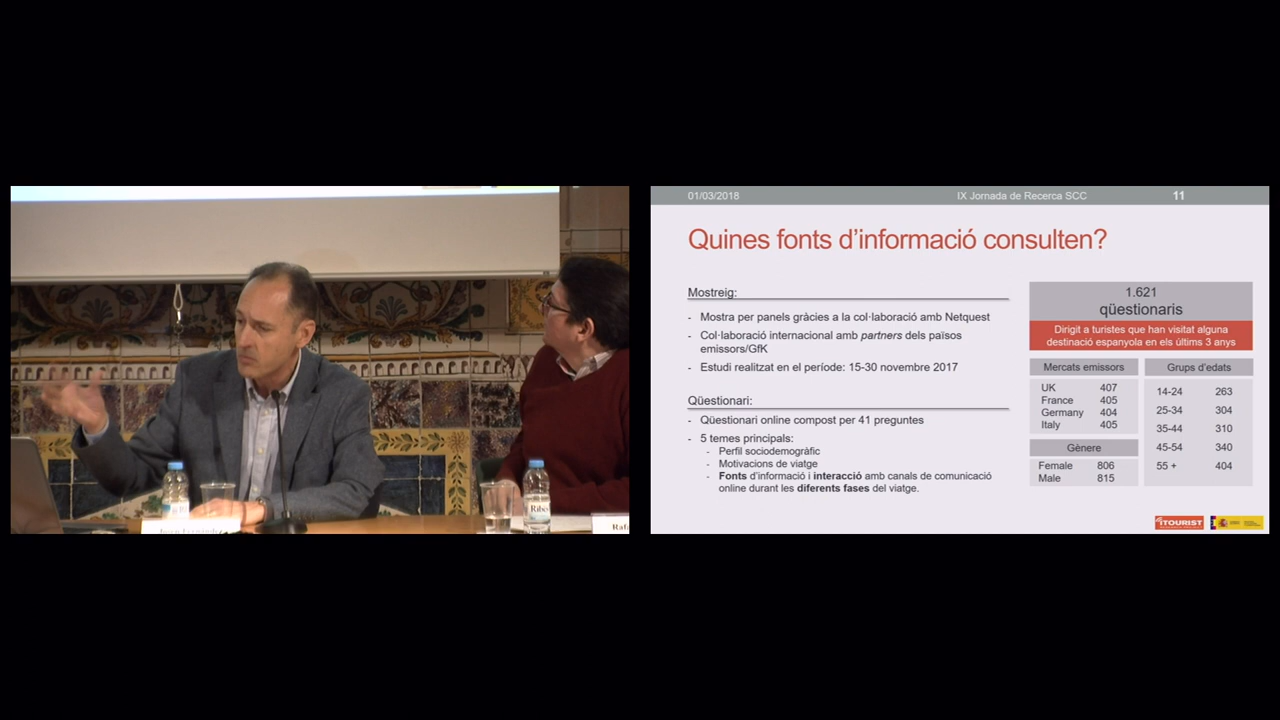 Ribe
Rafa
01/03/2018
IX Jornada de Recerca SCC
11
Quines fonts d'informació consulten?
Mostreig:
- Mostra per panels gràcies a la col·laboració amb Netquest
- Col·laboració internacional amb partners dels països
emissors/GfK
- Estudi realitzat en el període: 15-30 novembre 2017
Qüestionari:
- Qüestionari online compost per 41 preguntes
- 5 temes principals:
- Perfil sociodemogràfic
- Motivacions de viatge
- Fonts d'informació i interacció amb canals de comunicació
online durant les diferents fases del viatge.
1.621
qüestionaris
Dirigit a turistes que han visitat alguna
destinació espanyola en els últims 3 anys
Mercats emissors
UK 407
France 405
Germany 404
Italy 405
Gènere
Female 806
Male 815
Grups d'edats
14-24 263
25-34 304
35-44 310
45-54 340
55 + 404
iTOURIST